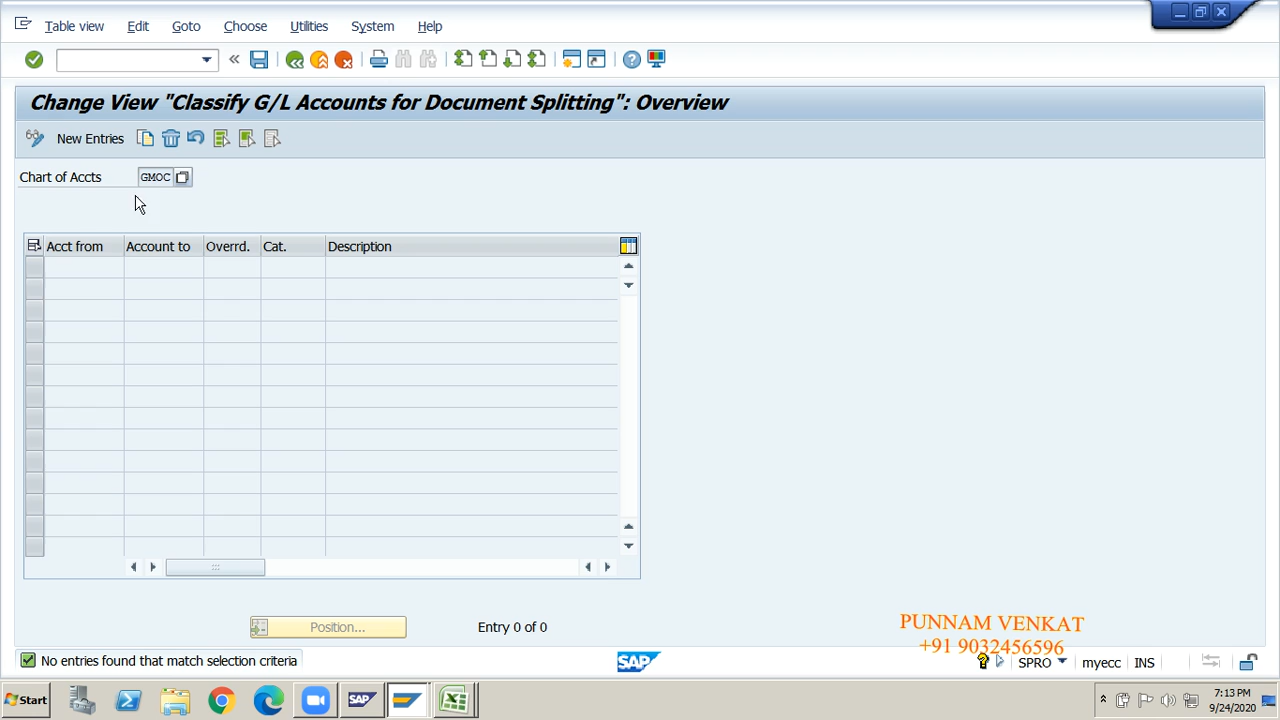 Table view Edit Goto Choose Utilities System Help
Change View "Classify G/L Accounts for Document Splitting": Overview
New Entries
Chart of Accts GMOC
Acct from Account to Overrd. Cat. Description
Position... Entry 0 of 0
PUNNAM VENKAT
+91 9032456596
No entries found that match selection criteria SAP SPRO myecc INS
Start SAP 7:13 PM
9/24/2020